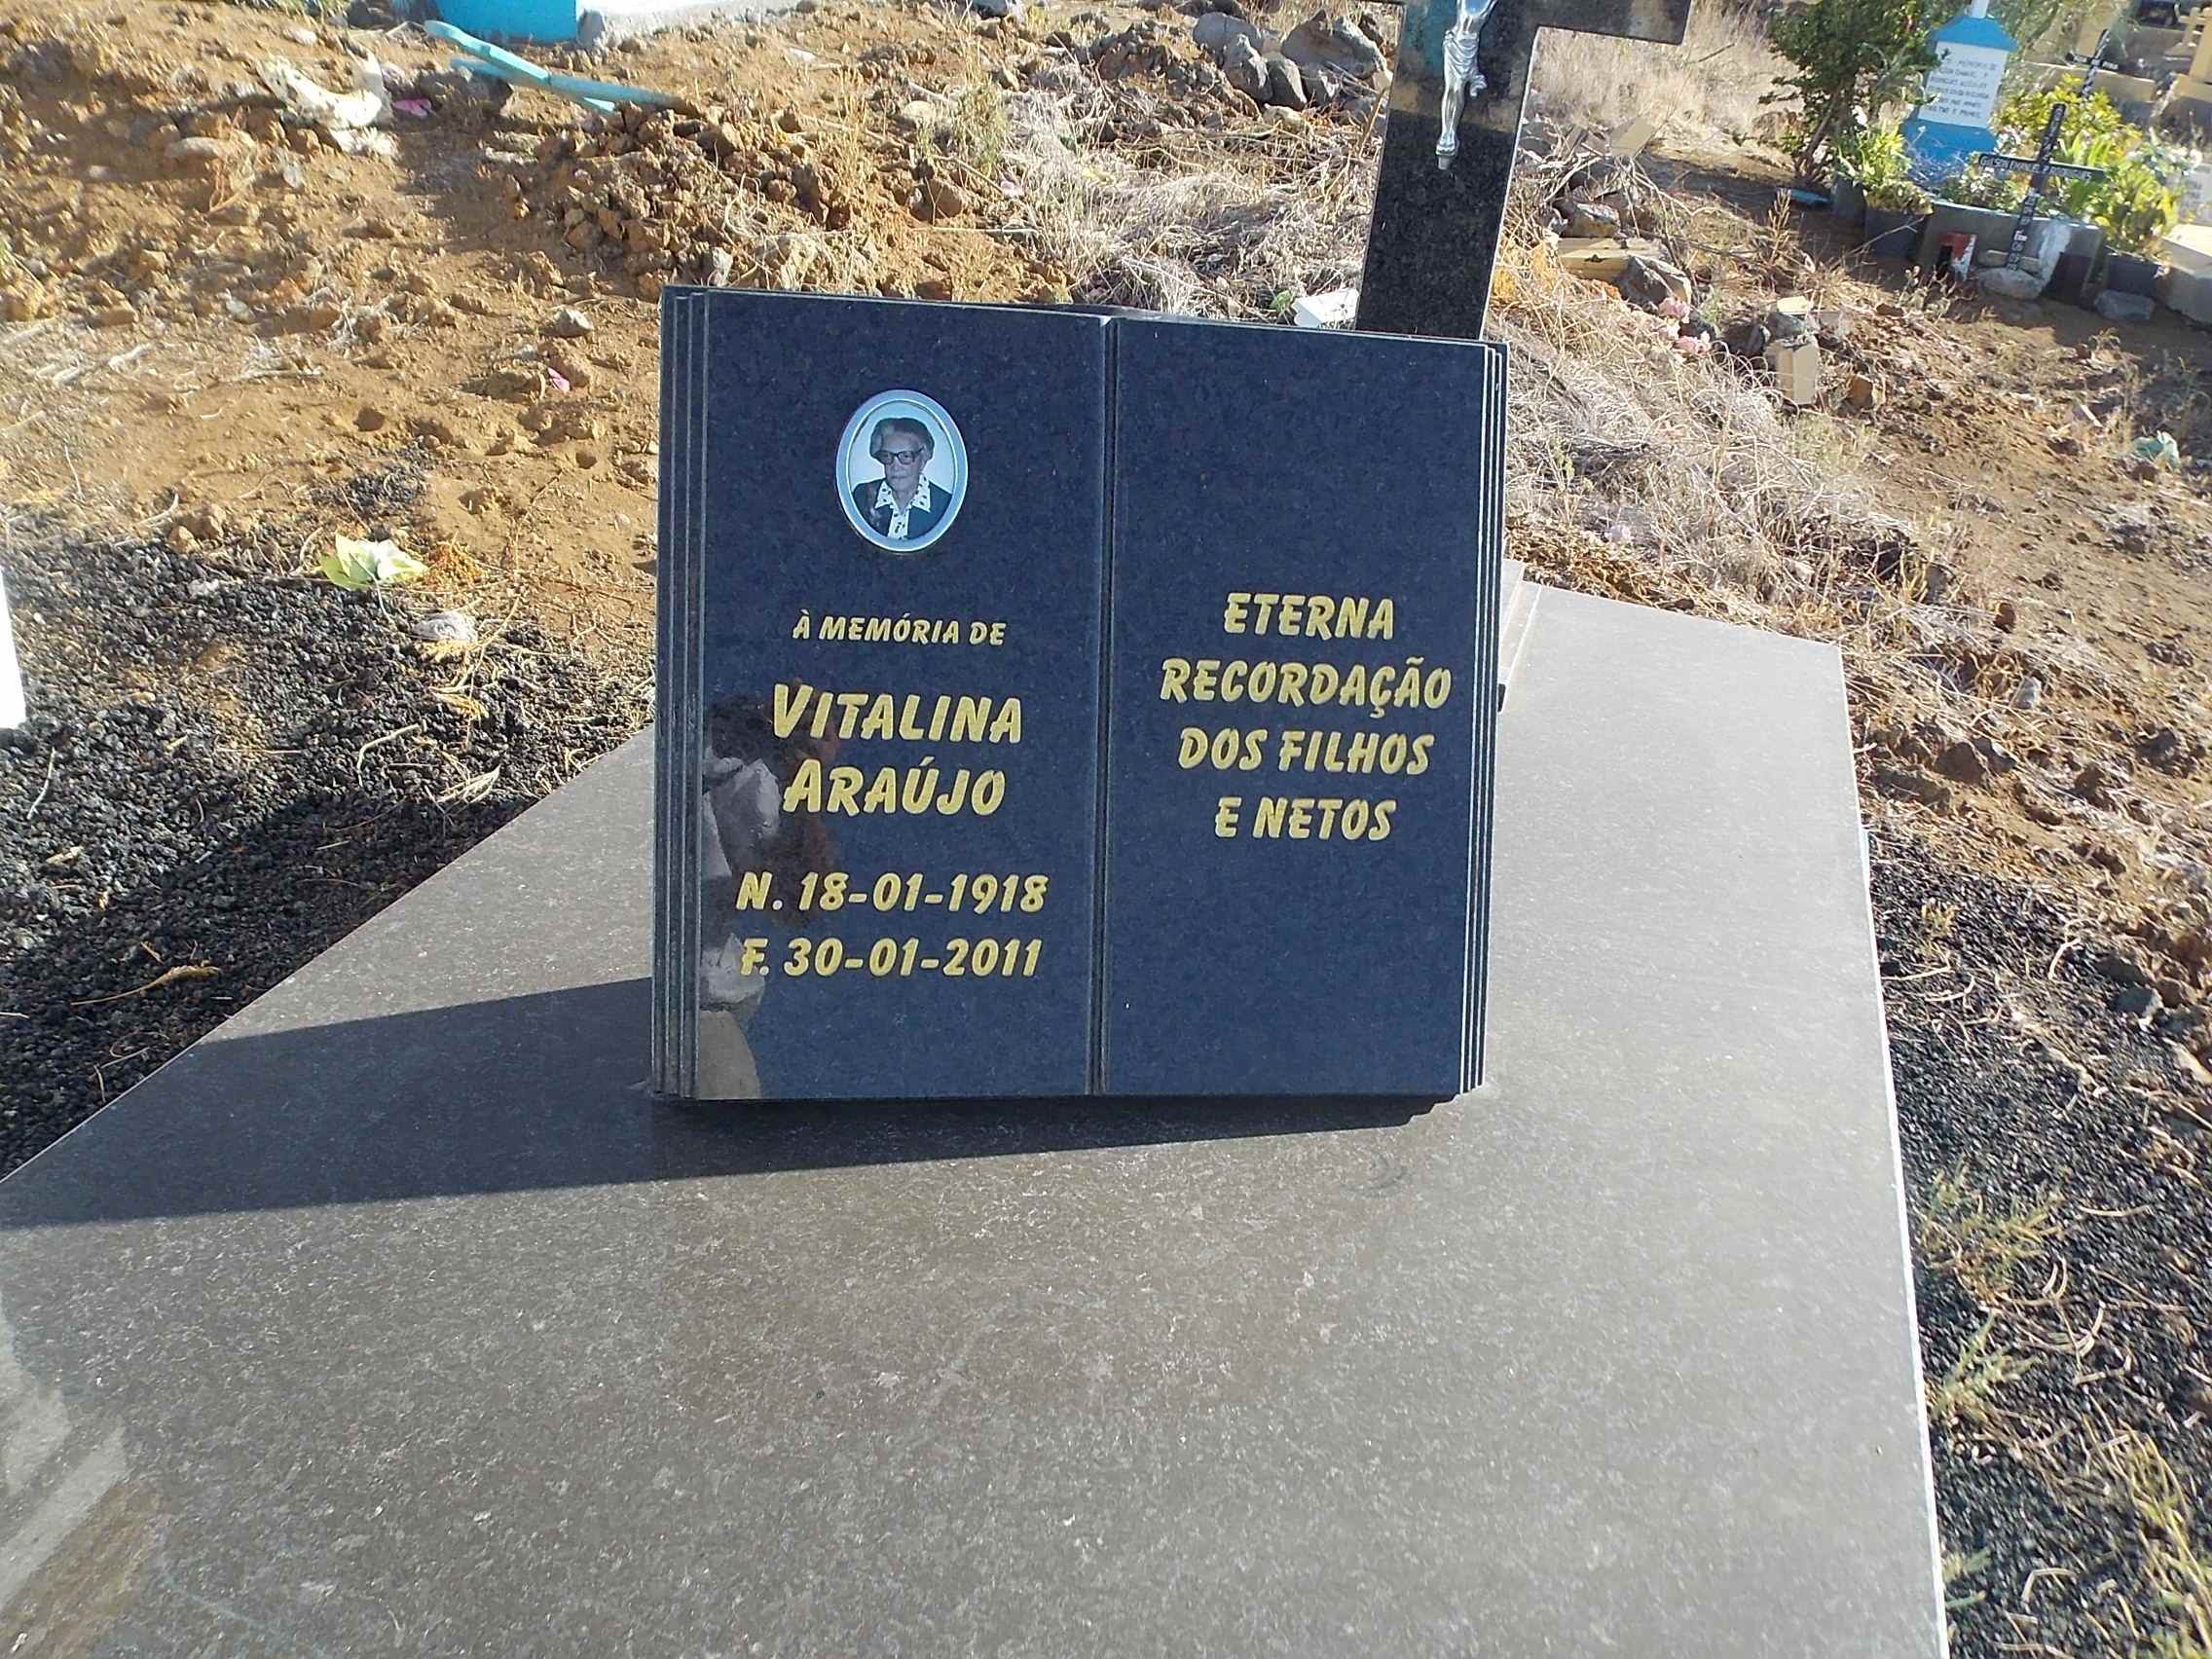 À MEMÓRIA DE
VITALINA
ARAÚJO
N. 18-01-1918
F. 30-01-2011
ETERNA
RECORDAÇÃO
DOS FILHOS
E NETOS